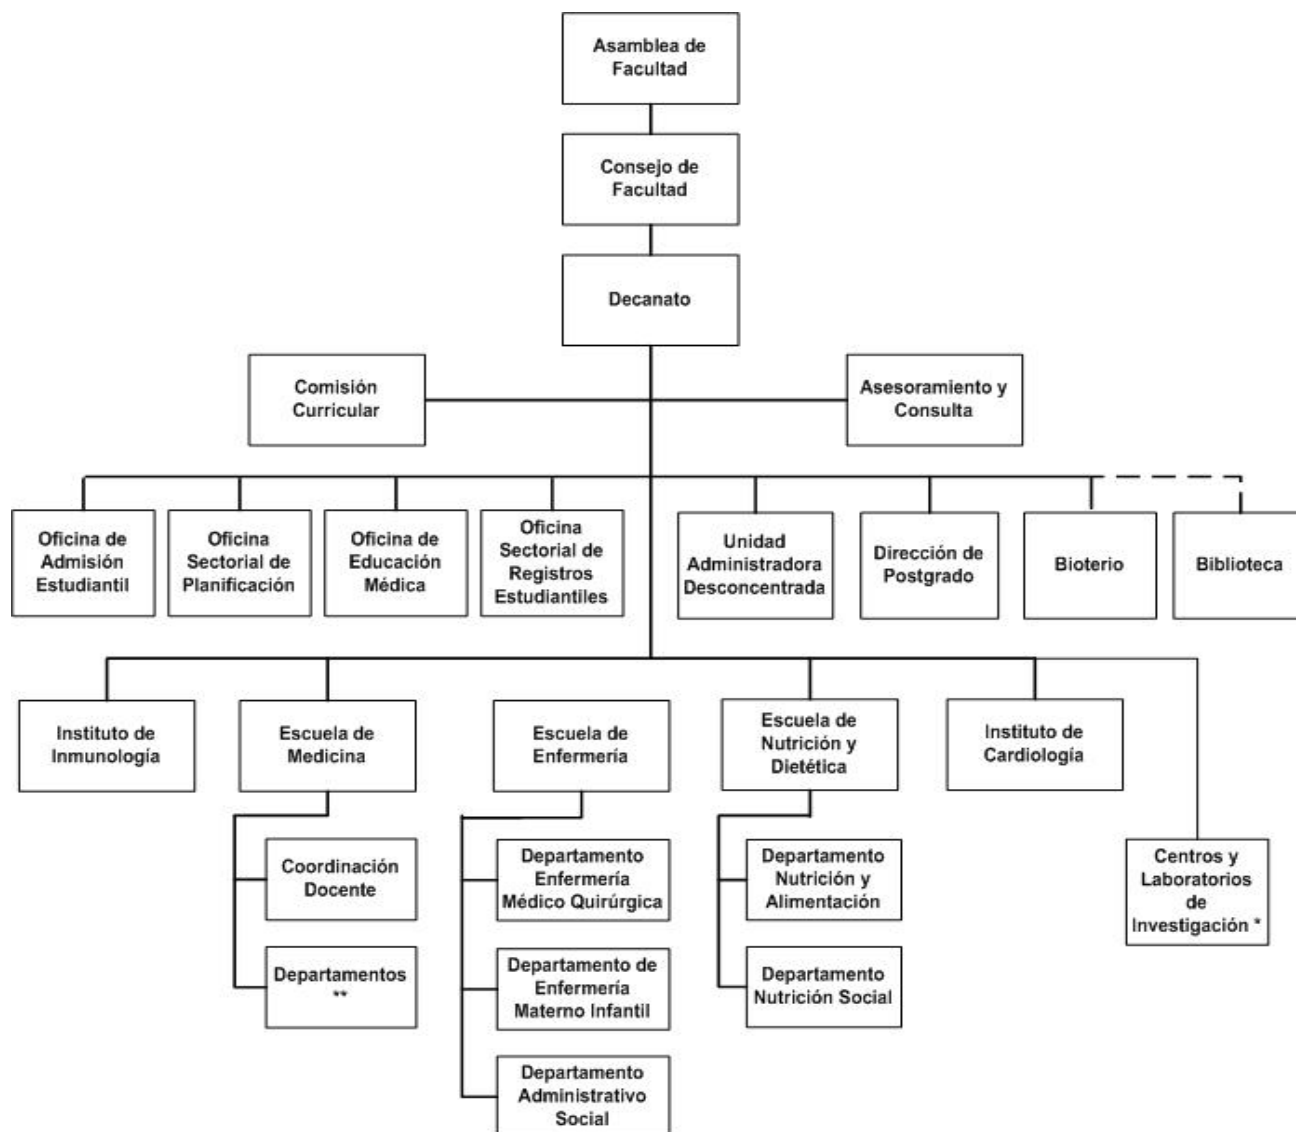 Asamblea de
Facultad
Consejo de
Facultad
Decanato
Comisión
Curricular
Asesoramiento y
Consulta
Oficina de
Admisión
Estudiantil
Oficina
Sectorial de
Planificación
Oficina de
Educación
Médica
Oficina
Sectorial de
Registros
Estudiantiles
Unidad
Administradora
Desconcentrada
Dirección de
Postgrado
Bioterio
Biblioteca
Instituto de
Inmunología
Escuela de
Medicina
Escuela de
Enfermería
Escuela de
Nutrición y
Dietética
Instituto de
Cardiología
Coordinación
Docente
Departamentos
**
Departamento
Enfermería
Médico Quirúrgica
Departamento de
Enfermería
Materno Infantil
Departamento
Administrativo
Social
Departamento
Nutrición y
Alimentación
Departamento
Nutrición Social
Centros y
Laboratorios
de
Investigación *